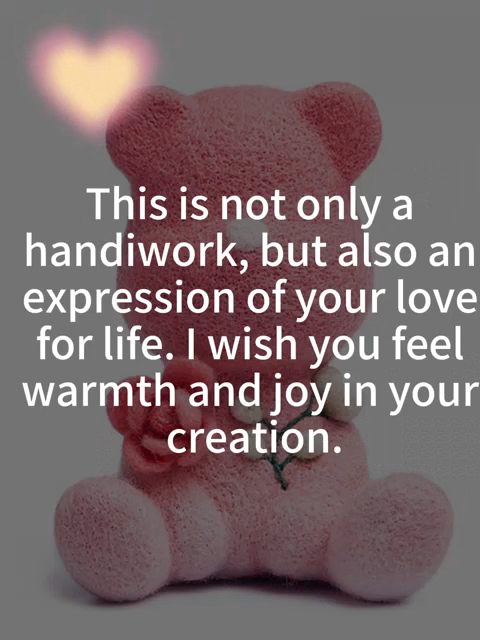 This is not only a
handiwork, but also an
expression of your love
for life. I wish you feel
warmth and joy in your
creation.